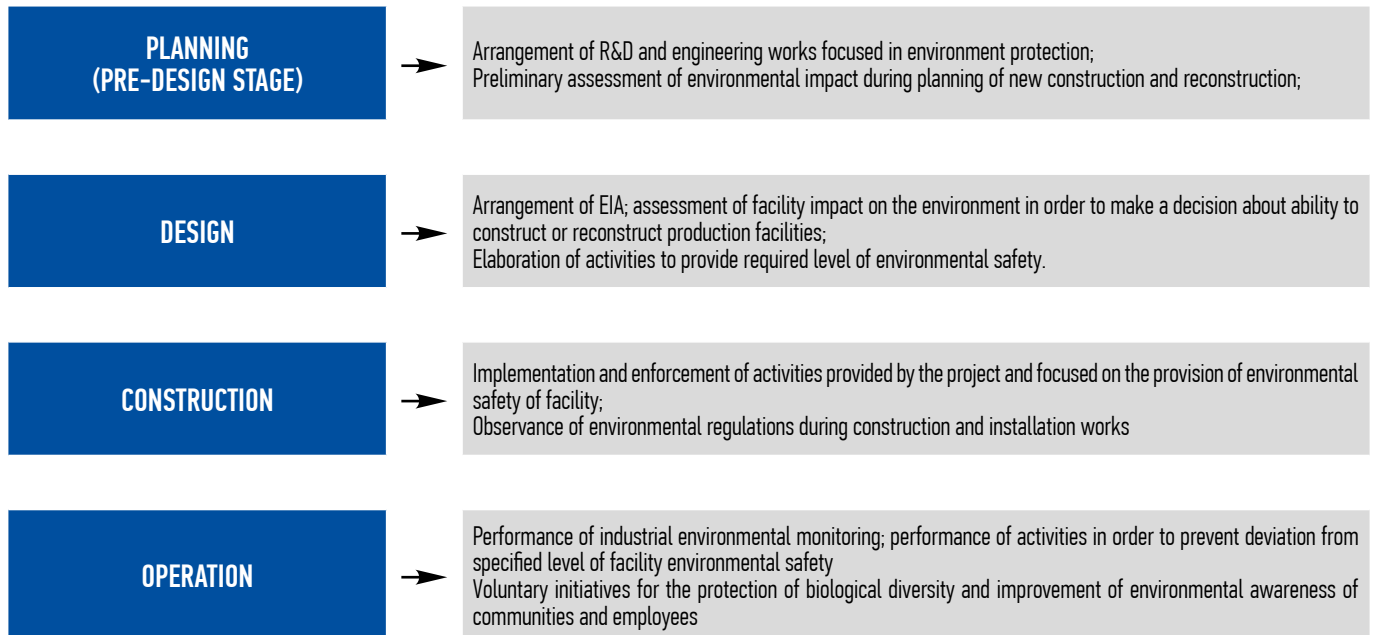 PLANNING
(PRE-DESIGN STAGE)
Arrangement of R&D and engineering works focused in environment protection;
Preliminary assessment of environmental impact during planning of new construction and reconstruction;
DESIGN
Arrangement of EIA; assessment of facility impact on the environment in order to make a decision about ability to
construct or reconstruct production facilities;
Elaboration of activities to provide required level of environmental safety.
CONSTRUCTION
Implementation and enforcement of activities provided by the project and focused on the provision of environmental
safety of facility;
Observance of environmental regulations during construction and installation works
OPERATION
Performance of industrial environmental monitoring; performance of activities in order to prevent deviation from
specified level of facility environmental safety
Voluntary initiatives for the protection of biological diversity and improvement of environmental awareness of
communities and employees